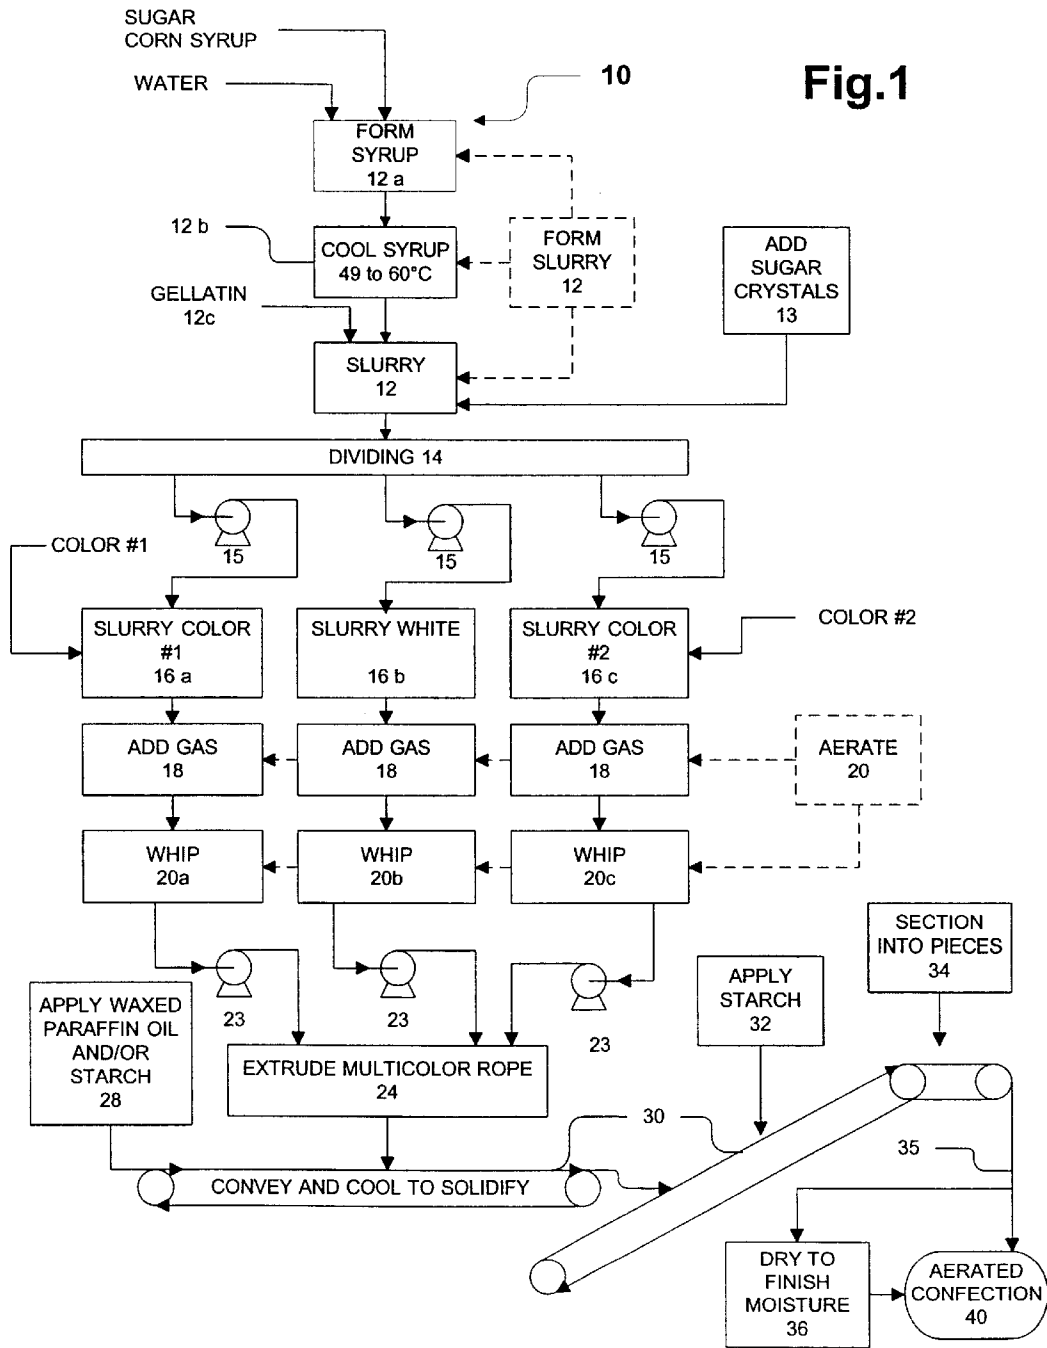 SUGAR
CORN SYRUP
WATER
10
Fig.1
FORM
SYRUP
12 a
12 b
COOL SYRUP
49 to 60°C
FORM
SLURRY
12
ADD
SUGAR
CRYSTALS
13
GELLATIN
12c
SLURRY
12
DIVIDING 14
15
15
15
COLOR #1
SLURRY COLOR
#1
16 a
SLURRY WHITE
16 b
SLURRY COLOR
#2
16 c
COLOR #2
ADD GAS
18
ADD GAS
18
ADD GAS
18
AERATE
20
WHIP
20a
WHIP
20b
WHIP
20c
SECTION
INTO PIECES
34
APPLY WAXED
PARAFFIN OIL
AND/OR
STARCH
28
23
23
23
APPLY
STARCH
32
EXTRUDE MULTICOLOR ROPE
24
30
35
CONVEY AND COOL TO SOLIDIFY
DRY TO
FINISH
MOISTURE
36
AERATED
CONFECTION
40